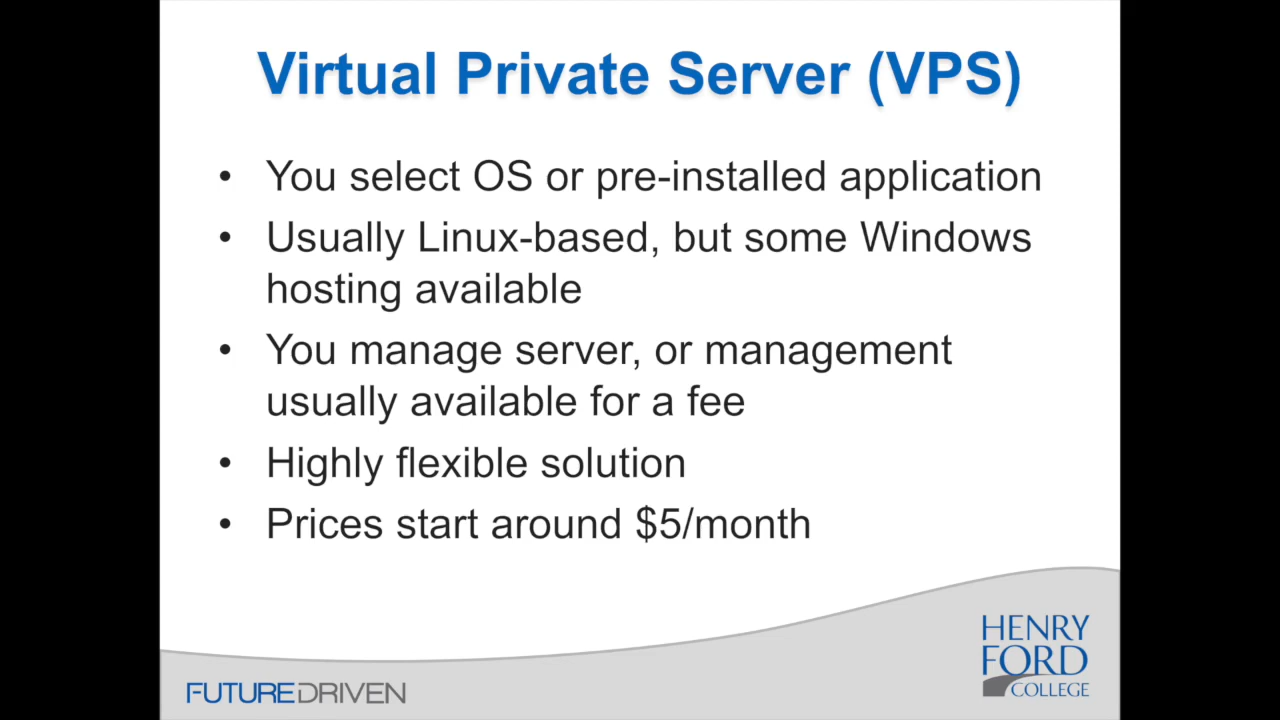 Virtual Private Server (VPS)
• You select OS or pre-installed application
• Usually Linux-based, but some Windows
hosting available
• You manage server, or management
usually available for a fee
• Highly flexible solution
• Prices start around $5/month
FUTUREDRIVEN
HENRY
FORD
COLLEGE